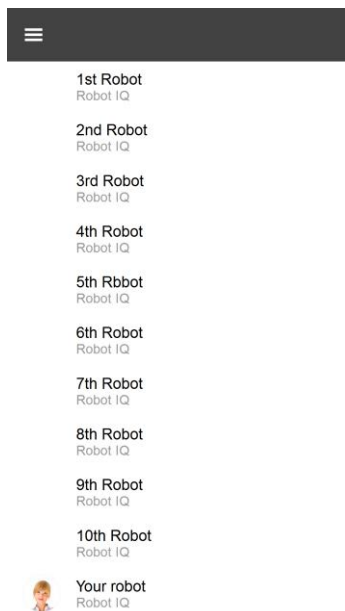 1st Robot
Robot IQ
2nd Robot
Robot IQ
3rd Robot
Robot IQ
4th Robot
Robot IQ
5th Rbbot
Robot IQ
6th Robot
Robot IQ
7th Robot
Robot IQ
8th Robot
Robot IQ
9th Robot
Robot IQ
10th Robot
Robot IQ
Your robot
Robot IQ